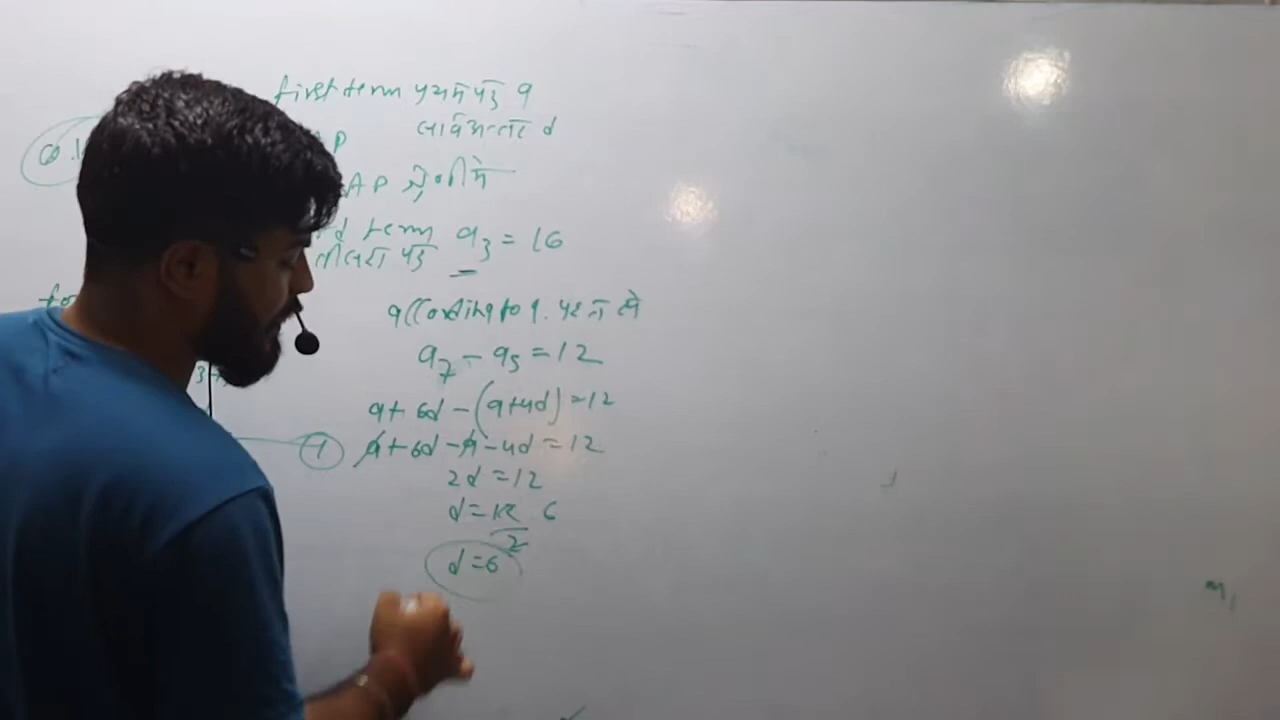 first term प्रथम पद a
सार्वअन्तर d
AP श्रेणी में
term a₃ = 16
तीसरा पद
according to q. प्रश्न से
a₇ - a₅ = 12
a + 6d - (a+4d) = 12
① a + 6d - a - 4d = 12
2d = 12
d = 12/2 6
d = 6